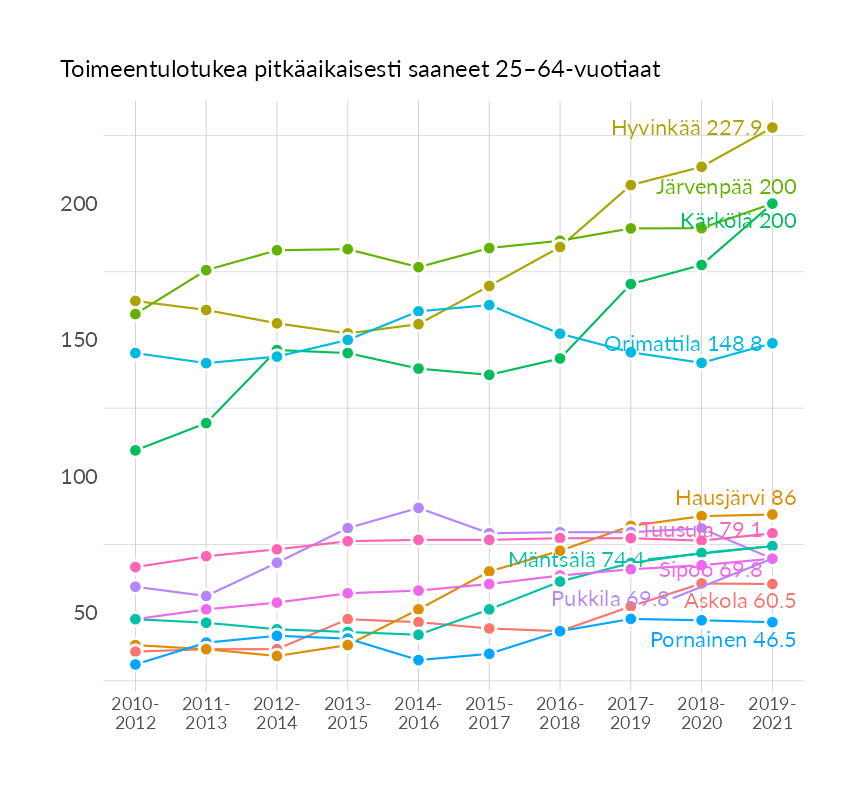 Toimeentulotukea pitkäaikaisesti saaneet 25–64-vuotiaat
Hyvinkää 227.9
Järvenpää 200
200
Kärkölä 200
150
Orimattila 148.8
100
Hausjärvi 86
Tuusula 79.1
Mäntsälä 74.4
Sipoo 69.8
Pukkila 69.8
Askola 60.5
50
Pornainen 46.5
2010-
2012
2011-
2013
2012-
2014
2013-
2015
2014-
2016
2015-
2017
2016-
2018
2017-
2019
2018-
2020
2019-
2021